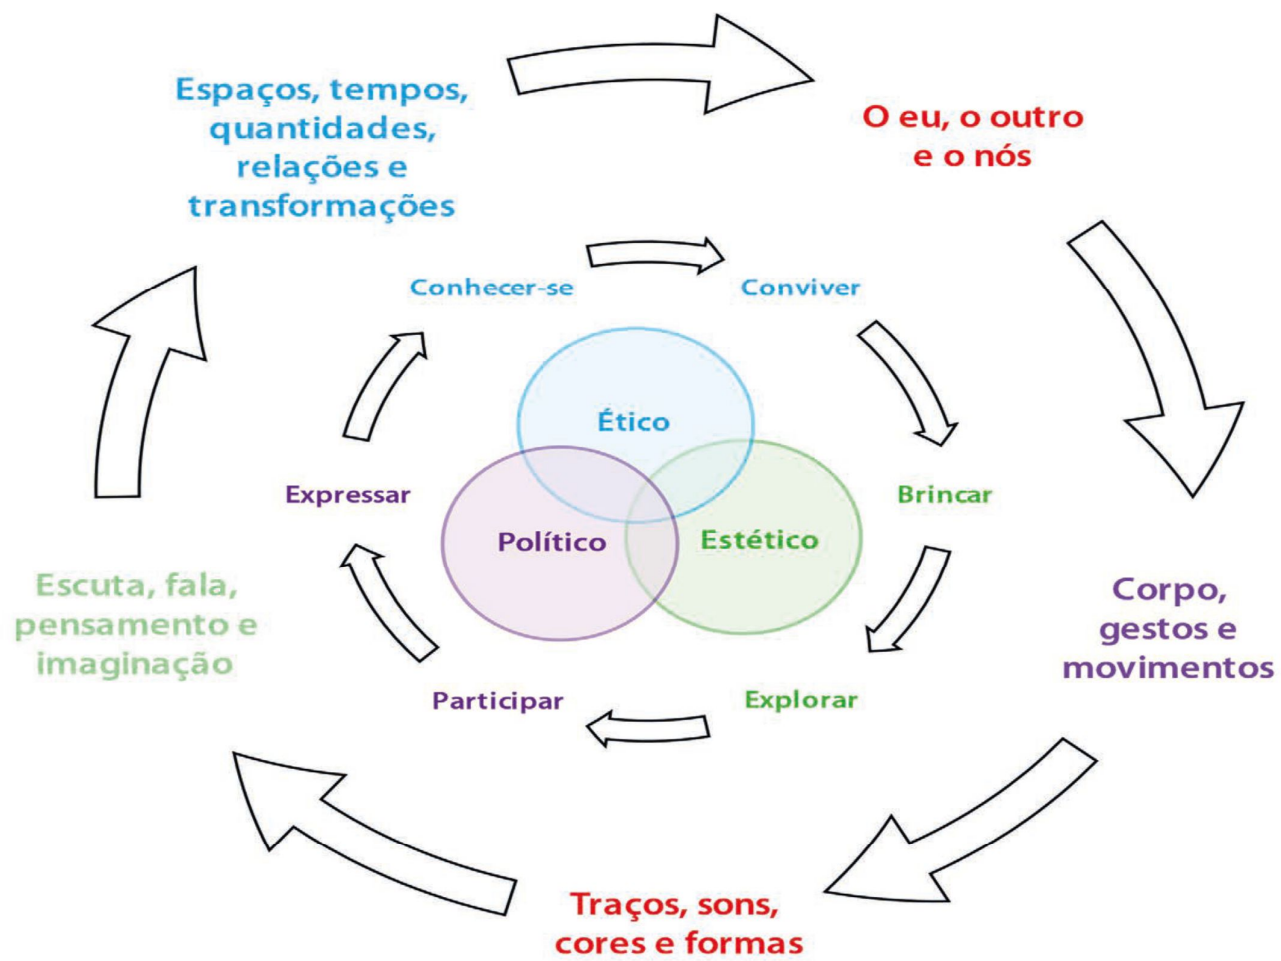 Espaços, tempos,
quantidades,
relações e
transformações
O eu, o outro
e o nós
Conhecer-se
Conviver
Ético
Expressar
Brincar
Político
Estético
Escuta, fala,
pensamento e
imaginação
Corpo,
gestos e
movimentos
Participar
Explorar
Traços, sons,
cores e formas